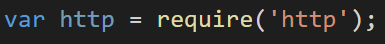 var http = require('http');